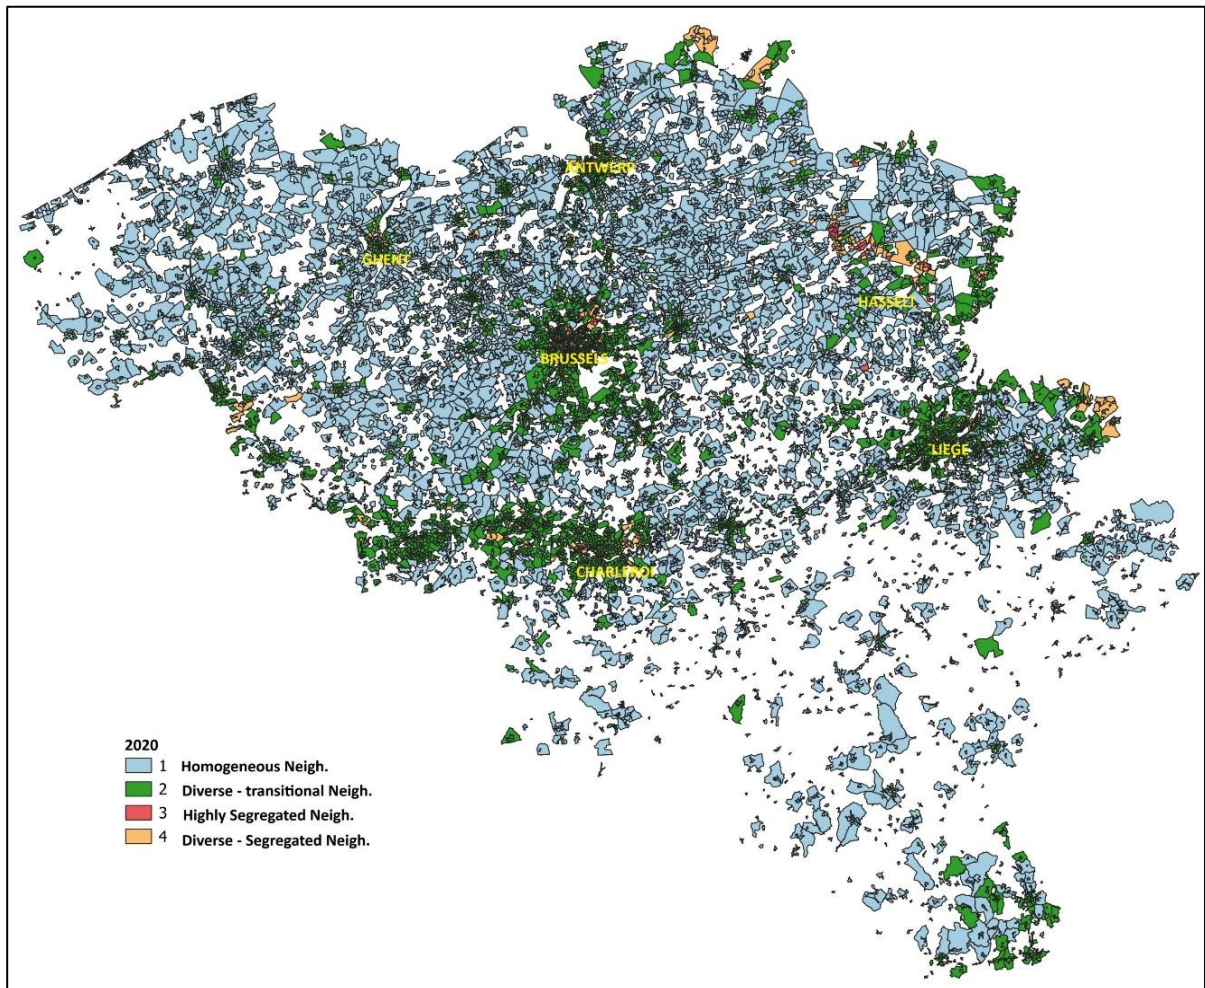 ANTWERP
GHENT
HASSELT
BRUSSELS
LIEGE
CHARLEROI
2020
1 Homogeneous Neigh.
2 Diverse - transitional Neigh.
3 Highly Segregated Neigh.
4 Diverse - Segregated Neigh.